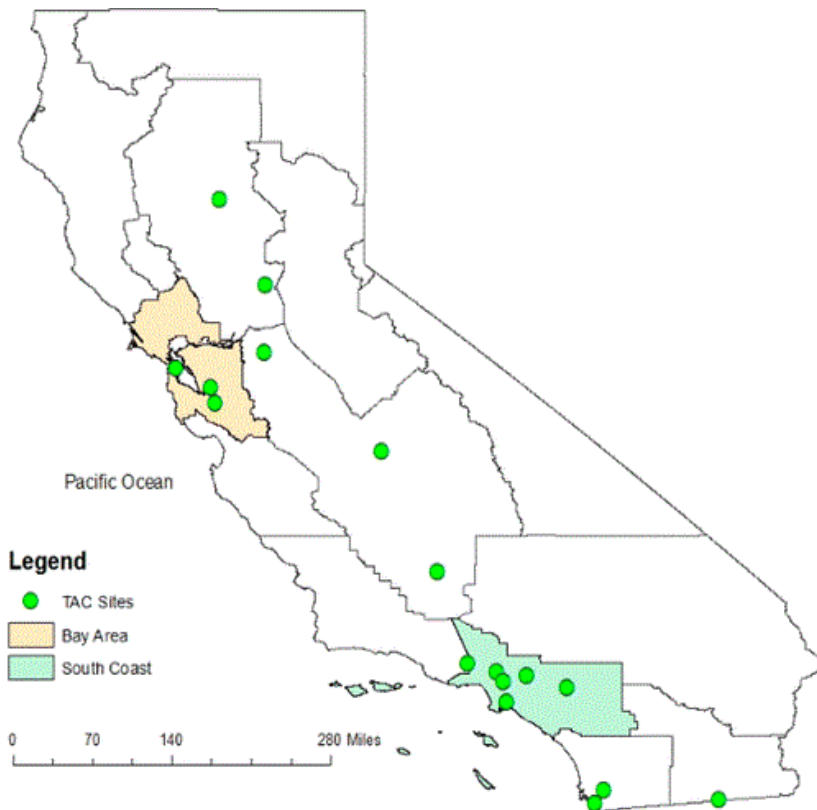 Pacific Ocean
Legend
TAC Sites
Bay Area
South Coast
0 70 140 280 Miles